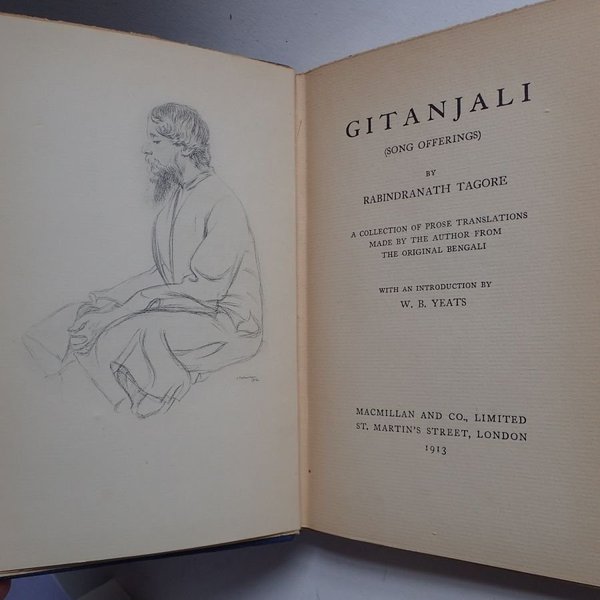 GITANJALI
(SONG OFFERINGS)
BY
RABINDRANATH TAGORE
A COLLECTION OF PROSE TRANSLATIONS
MADE BY THE AUTHOR FROM
THE ORIGINAL BENGALI
WITH AN INTRODUCTION BY
W. B. YEATS
MACMILLAN AND CO., LIMITED
ST. MARTIN'S STREET, LONDON
1913